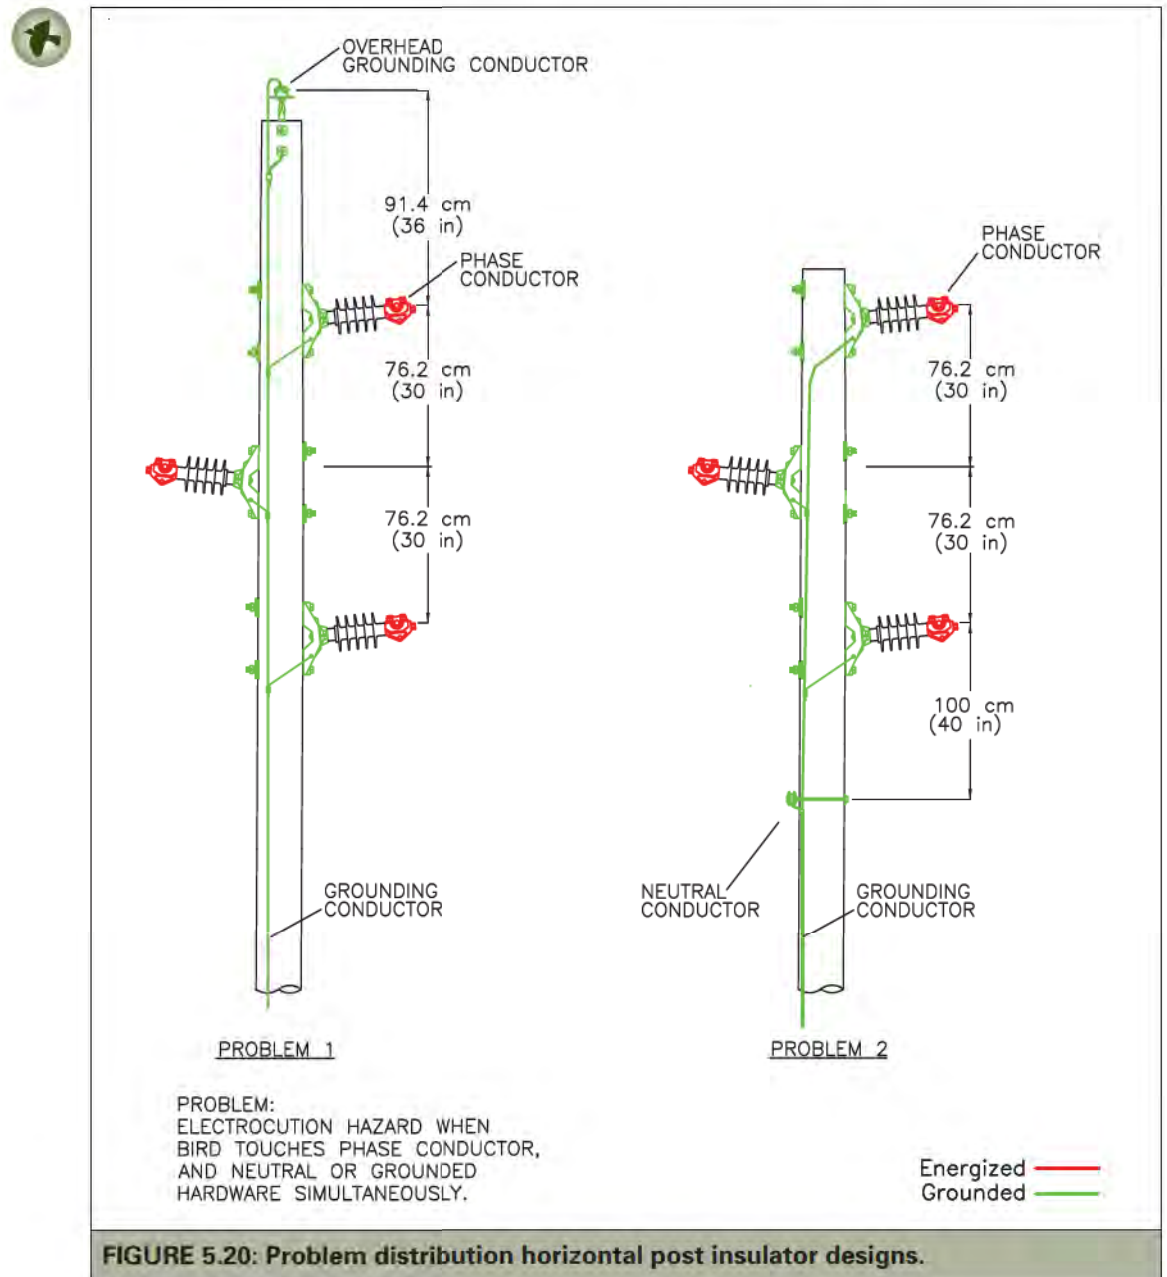 OVERHEAD
GROUNDING CONDUCTOR
91.4 cm
(36 in)
PHASE
CONDUCTOR
76.2 cm
(30 in)
76.2 cm
(30 in)
GROUNDING
CONDUCTOR
PROBLEM 1
PHASE
CONDUCTOR
76.2 cm
(30 in)
76.2 cm
(30 in)
100 cm
(40 in)
NEUTRAL
CONDUCTOR
GROUNDING
CONDUCTOR
PROBLEM 2
PROBLEM:
ELECTROCUTION HAZARD WHEN
BIRD TOUCHES PHASE CONDUCTOR,
AND NEUTRAL OR GROUNDED
HARDWARE SIMULTANEOUSLY.
Energized
Grounded
FIGURE 5.20: Problem distribution horizontal post insulator designs.